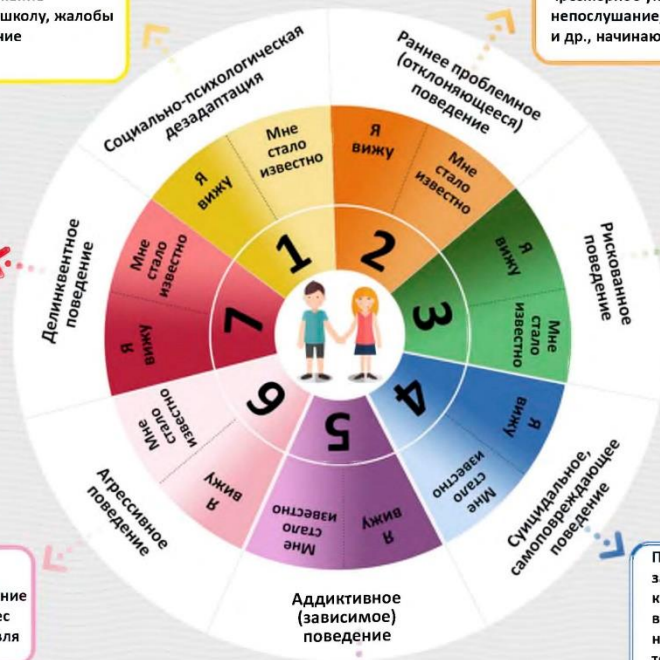 школу, жалобы
ние
непослушание,
и др., начинаю
Социально-психологическая
дезадаптация
Раннее проблемное
(отклоняющееся)
поведение
Рискованное
поведение
Суицидальное,
самоповреждающее
поведение
Аддиктивное
(зависимое)
поведение
Агрессивное
поведение
Делинквентное
поведение
Я
вижу
Мне
стало
известно
1
Я
вижу
Мне
стало
известно
2
Я
вижу
Мне
стало
известно
3
Я
вижу
Мне
стало
известно
4
Я
вижу
Мне
стало
известно
5
Я
вижу
Мне
стало
известно
6
Я
вижу
Мне
стало
известно
7
ние
ес
вля
П
за
к
в
н